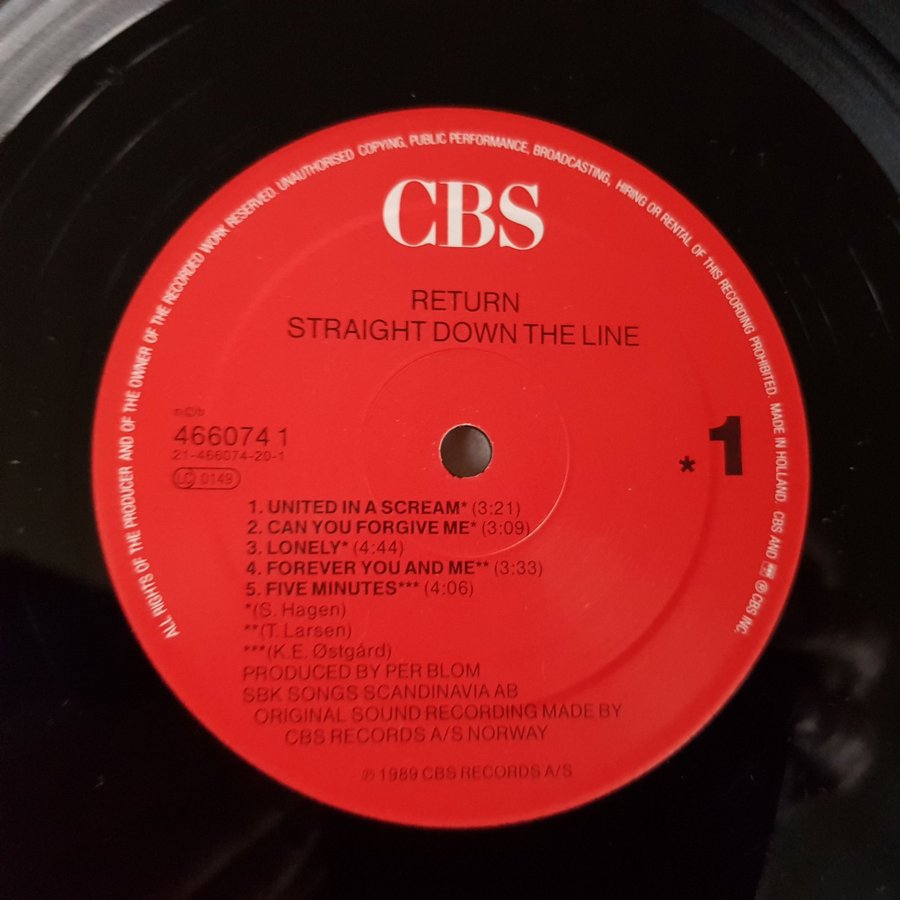 ALL RIGHTS OF THE PRODUCER AND OF THE OWNER OF THE RECORDED WORK RESERVED. UNAUTHORISED COPYING, PUBLIC PERFORMANCE, BROADCASTING, HIRING OR RENTAL OF THIS RECORDING PROHIBITED. MADE IN HOLLAND. CBS AND ℗ CBS INC.
CBS
RETURN
STRAIGHT DOWN THE LINE
466074 1
21-466074-20-1
LC 0149
* 1
1. UNITED IN A SCREAM* (3:21)
2. CAN YOU FORGIVE ME* (3:09)
3. LONELY* (4:44)
4. FOREVER YOU AND ME** (3:33)
5. FIVE MINUTES*** (4:06)
*(S. Hagen)
**(T. Larsen)
***(K.E. Østgård)
PRODUCED BY PER BLOM
SBK SONGS SCANDINAVIA AB
ORIGINAL SOUND RECORDING MADE BY
CBS RECORDS A/S NORWAY
℗ 1989 CBS RECORDS A/S